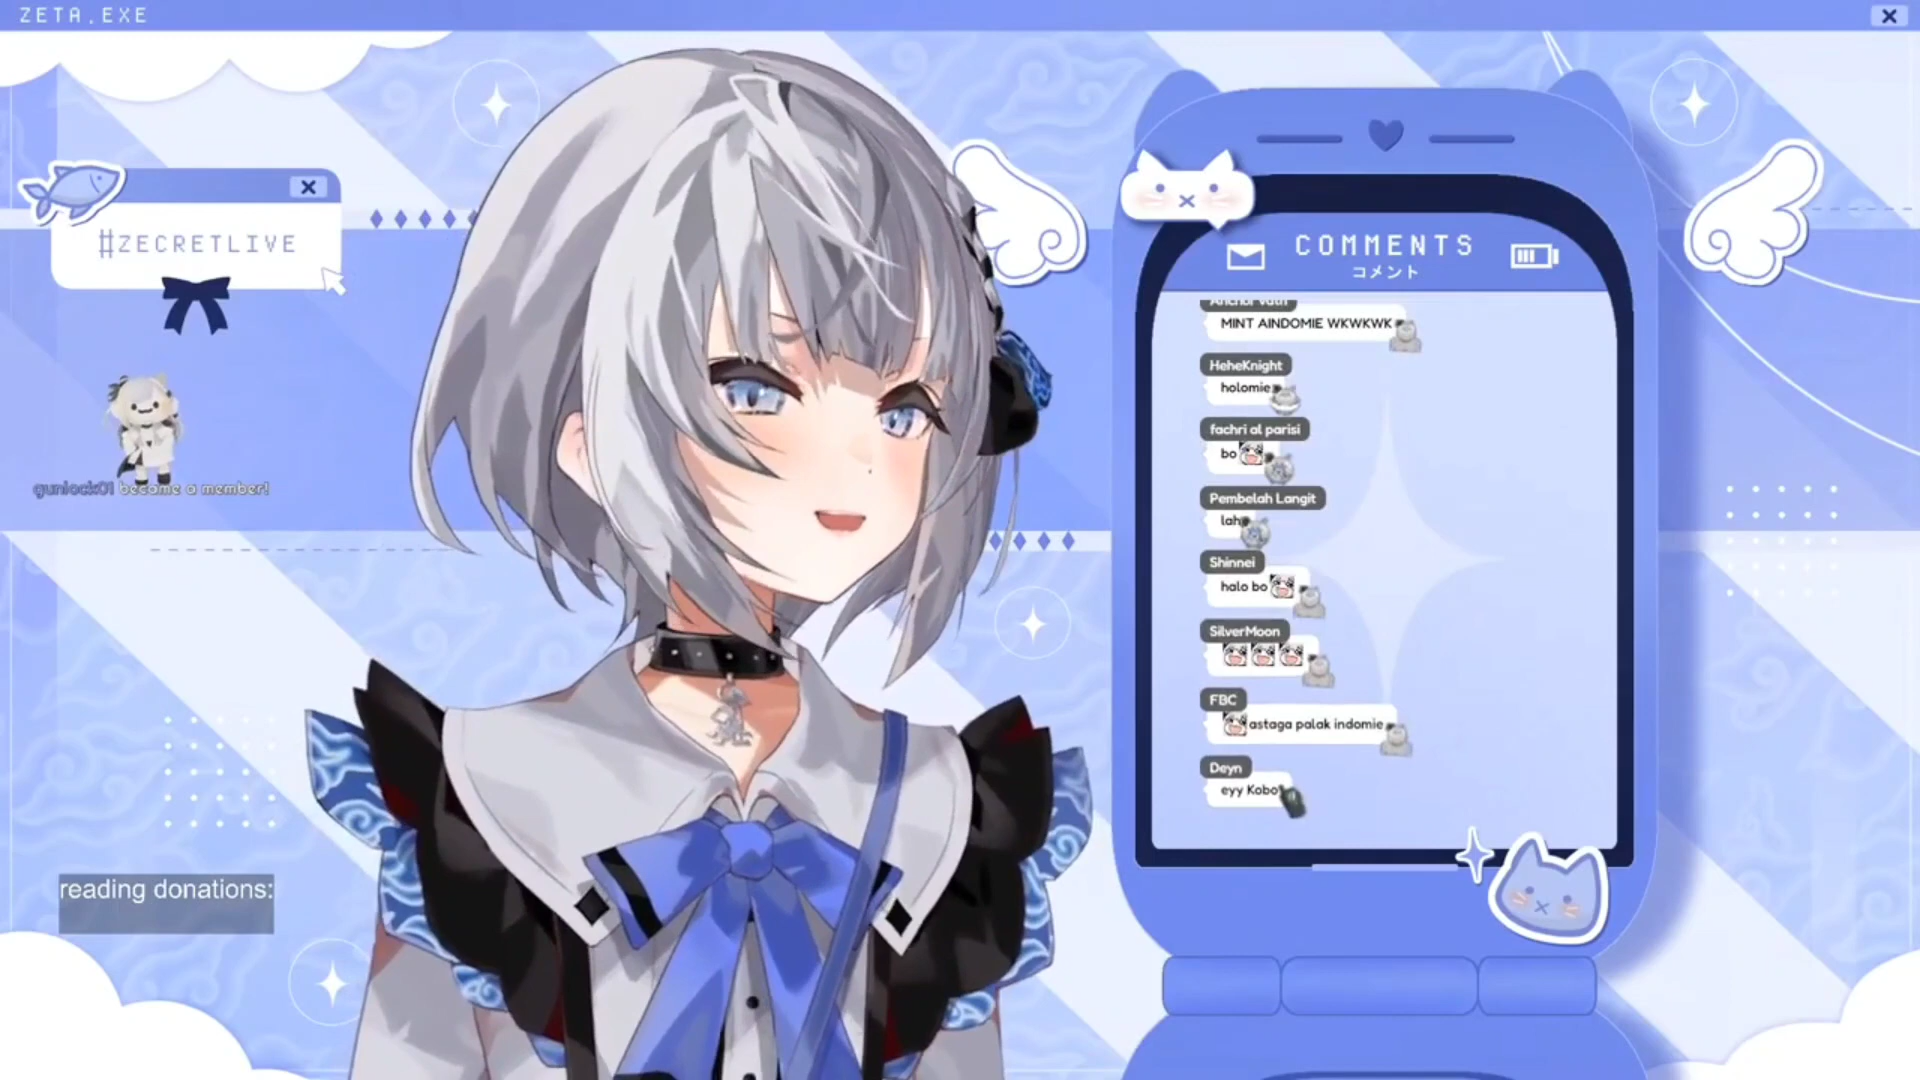 ZETA.EXE
#ZECRETLIVE
gunlock01 became a member!
reading donations:
COMMENTS
コメント
MINT AINDOMIE WKWKWK
HeheKnight
holomie
fachri al parisi
bo
Pembelah Langit
lah
Shinnei
halo bo
SilverMoon
FBC
astaga palak indomie
Deyn
eyy Kobo